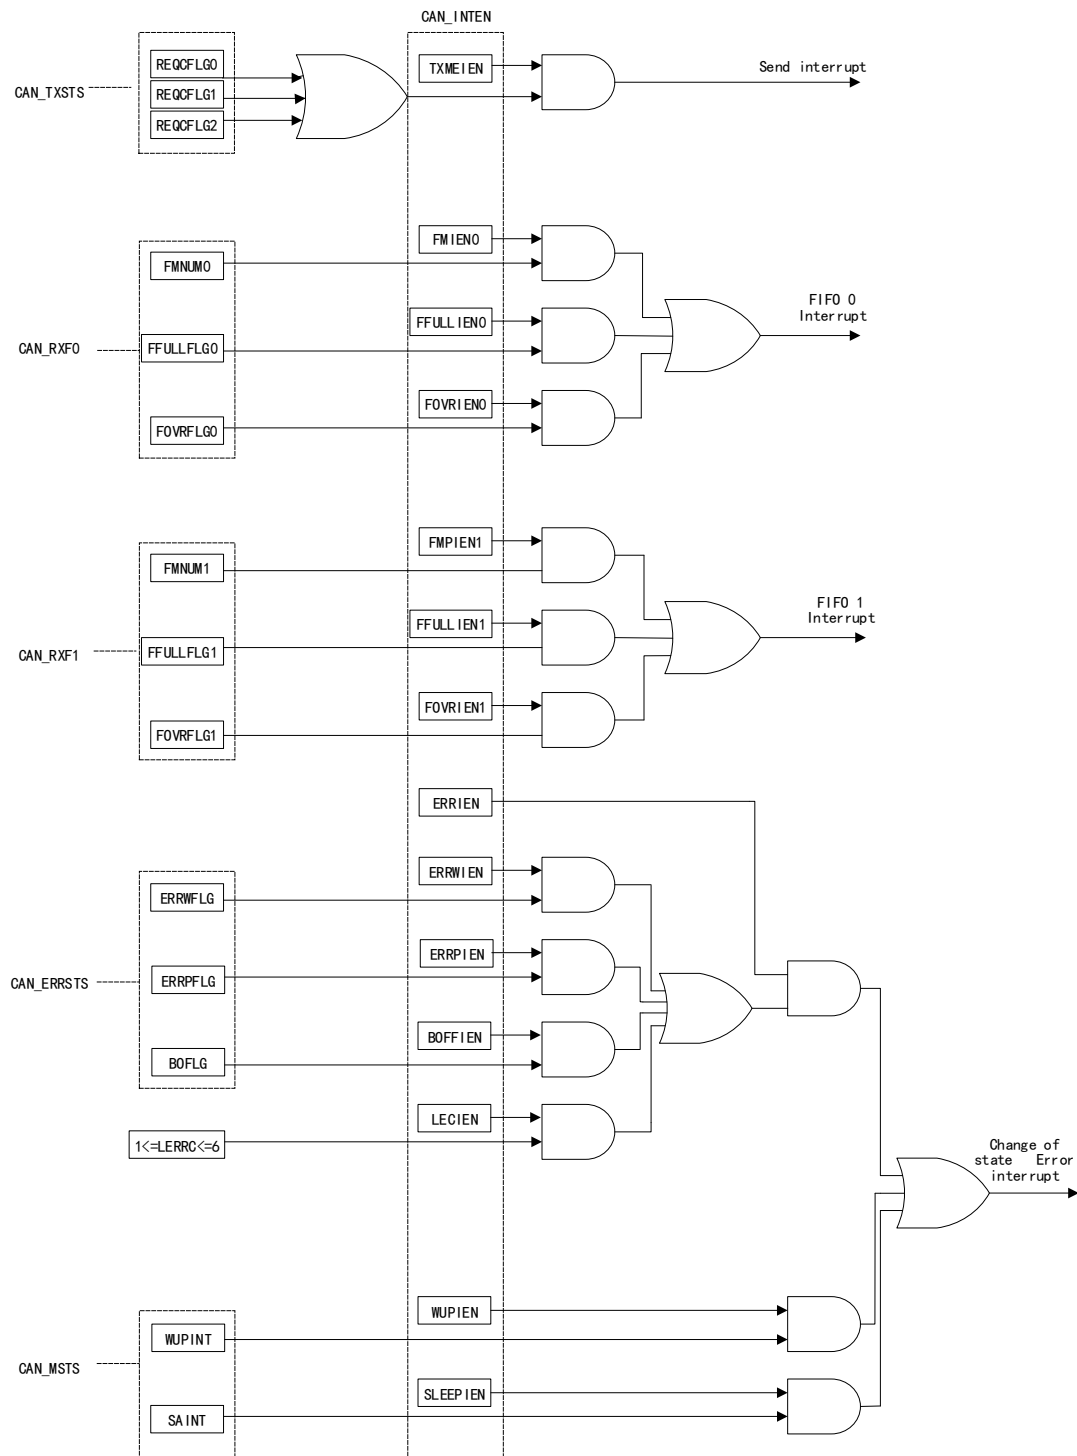 CAN_INTEN
REQCFLG0
TXMEIEN
Send interrupt
CAN_TXSTS
REQCFLG1
REQCFLG2
FMIEN0
FMNUM0
FIFO 0
Interrupt
FFULLIEN0
CAN_RXF0
FFULLFLG0
FOVRIEN0
FOVRFLG0
FMPIEN1
FMNUM1
FIFO 1
Interrupt
FFULLIEN1
CAN_RXF1
FFULLFLG1
FOVRIEN1
FOVRFLG1
ERRIEN
ERRWIEN
ERRWFLG
ERRPIEN
CAN_ERRSTS
ERRPFLG
BOFFIEN
BOFLG
LECIEN
1<=LERRC<=6
Change of
state Error
interrupt
WUPIEN
WUPINT
CAN_MSTS
SLEEPIEN
SAINT